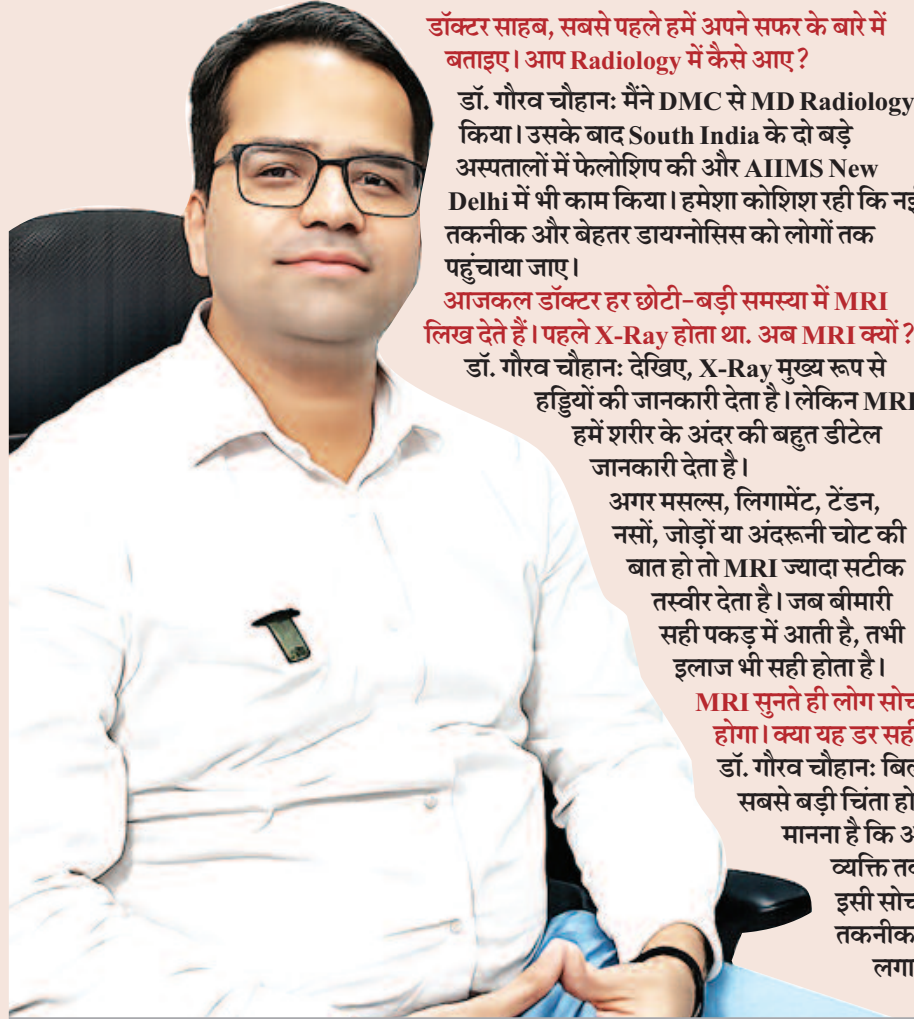 डॉक्टर साहब, सबसे पहले हमें अपने सफर के बारे में
बताइए। आप Radiology में कैसे आए?
डॉ. गौरव चौहानः मैंने DMC से MD Radiology
किया। उसके बाद South India के दो बड़े
अस्पतालों में फेलोशिप की और AIIMS New
Delhi में भी काम किया। हमेशा कोशिश रही कि
तकनीक और बेहतर डायग्नोसिस को लोगों तक
पहुंचाया जाए।
आजकल डॉक्टर हर छोटी-बड़ी समस्या में MRI
लिख देते हैं। पहले X-Ray होता था. अब MRI क्यों?
डॉ. गौरव चौहानः देखिए, X-Ray मुख्य रूप से
हड्डियों की जानकारी देता है। लेकिन MRI
हमें शरीर के अंदर की बहुत डीटेल
जानकारी देता है।
अगर मसल्स, लिगामेंट, टेंडन,
नसों, जोड़ों या अंदरूनी चोट की
बात हो तो MRI ज्यादा सटीक
तस्वीर देता है। जब बीमारी
सही पकड़ में आती है, तभी
इलाज भी सही होता है।
MRI सुनते ही लोग
होगा। क्या यह डर
डॉ. गौरव चौहानः
सबसे बड़ी चिंता
मानना है कि
व्यक्ति
इसी
तकनीक